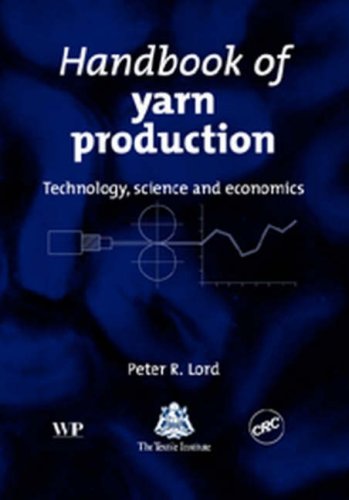 Handbook of
yarn
production
Technology, science and economics
Peter R. Lord
WP
The Textile Institute
CRC